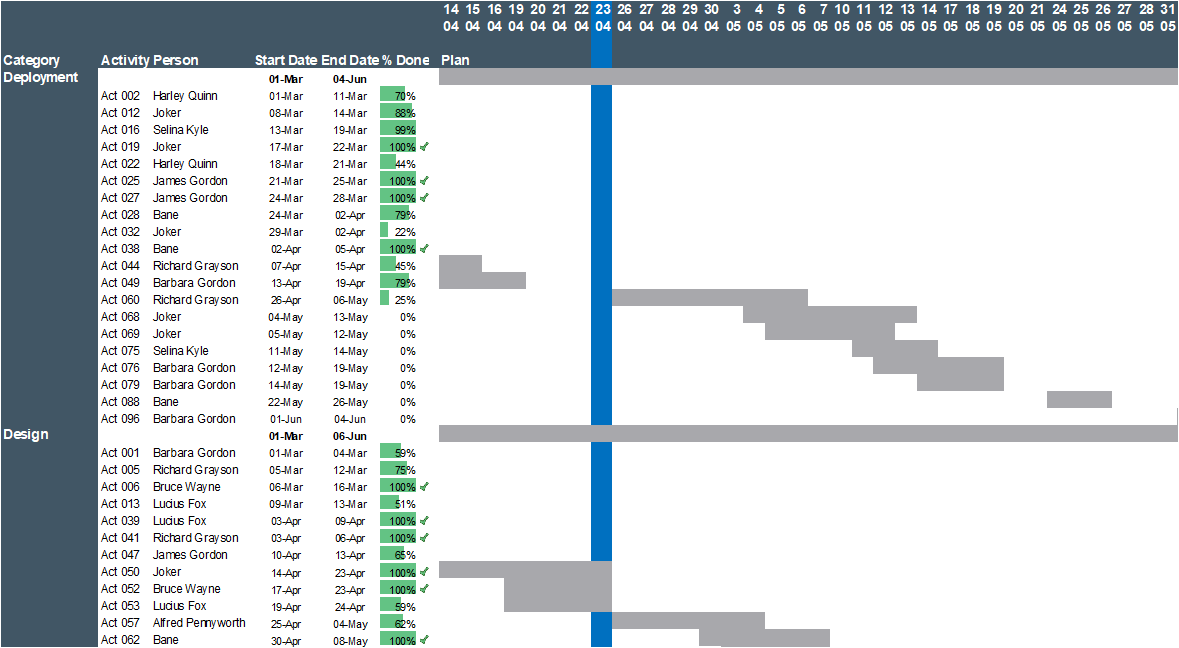 14 15 16 19 20 21 22 23 26 27 28 29 30 3 4 5 6 7 10 11 12 13 14 17 18 19 20 21 24 25 26 27 28 31
04 04 04 04 04 04 04 04 04 04 04 04 04 05 05 05 05 05 05 05 05 05 05 05 05 05 05 05 05 05 05 05 05 05
Category Activity Person Start Date End Date % Done Plan
Deployment 01-Mar 04-Jun
Act 002 Harley Quinn 01-Mar 11-Mar 70%
Act 012 Joker 08-Mar 14-Mar 88%
Act 016 Selina Kyle 13-Mar 19-Mar 99%
Act 019 Joker 17-Mar 22-Mar 100%
Act 022 Harley Quinn 18-Mar 21-Mar 44%
Act 025 James Gordon 21-Mar 25-Mar 100%
Act 027 James Gordon 24-Mar 28-Mar 100%
Act 028 Bane 24-Mar 02-Apr 79%
Act 032 Joker 29-Mar 02-Apr 22%
Act 038 Bane 02-Apr 05-Apr 100%
Act 044 Richard Grayson 07-Apr 15-Apr 45%
Act 049 Barbara Gordon 13-Apr 19-Apr 79%
Act 060 Richard Grayson 26-Apr 06-May 25%
Act 068 Joker 04-May 13-May 0%
Act 069 Joker 05-May 12-May 0%
Act 075 Selina Kyle 11-May 14-May 0%
Act 076 Barbara Gordon 12-May 19-May 0%
Act 079 Barbara Gordon 14-May 19-May 0%
Act 088 Bane 22-May 26-May 0%
Act 096 Barbara Gordon 01-Jun 04-Jun 0%
Design 01-Mar 06-Jun
Act 001 Barbara Gordon 01-Mar 04-Mar 59%
Act 005 Richard Grayson 05-Mar 12-Mar 75%
Act 006 Bruce Wayne 06-Mar 16-Mar 100%
Act 013 Lucius Fox 09-Mar 13-Mar 51%
Act 039 Lucius Fox 03-Apr 09-Apr 100%
Act 041 Richard Grayson 03-Apr 06-Apr 100%
Act 047 James Gordon 10-Apr 13-Apr 65%
Act 050 Joker 14-Apr 23-Apr 100%
Act 052 Bruce Wayne 17-Apr 23-Apr 100%
Act 053 Lucius Fox 19-Apr 24-Apr 59%
Act 057 Alfred Pennyworth 25-Apr 04-May 62%
Act 062 Bane 30-Apr 08-May 100%